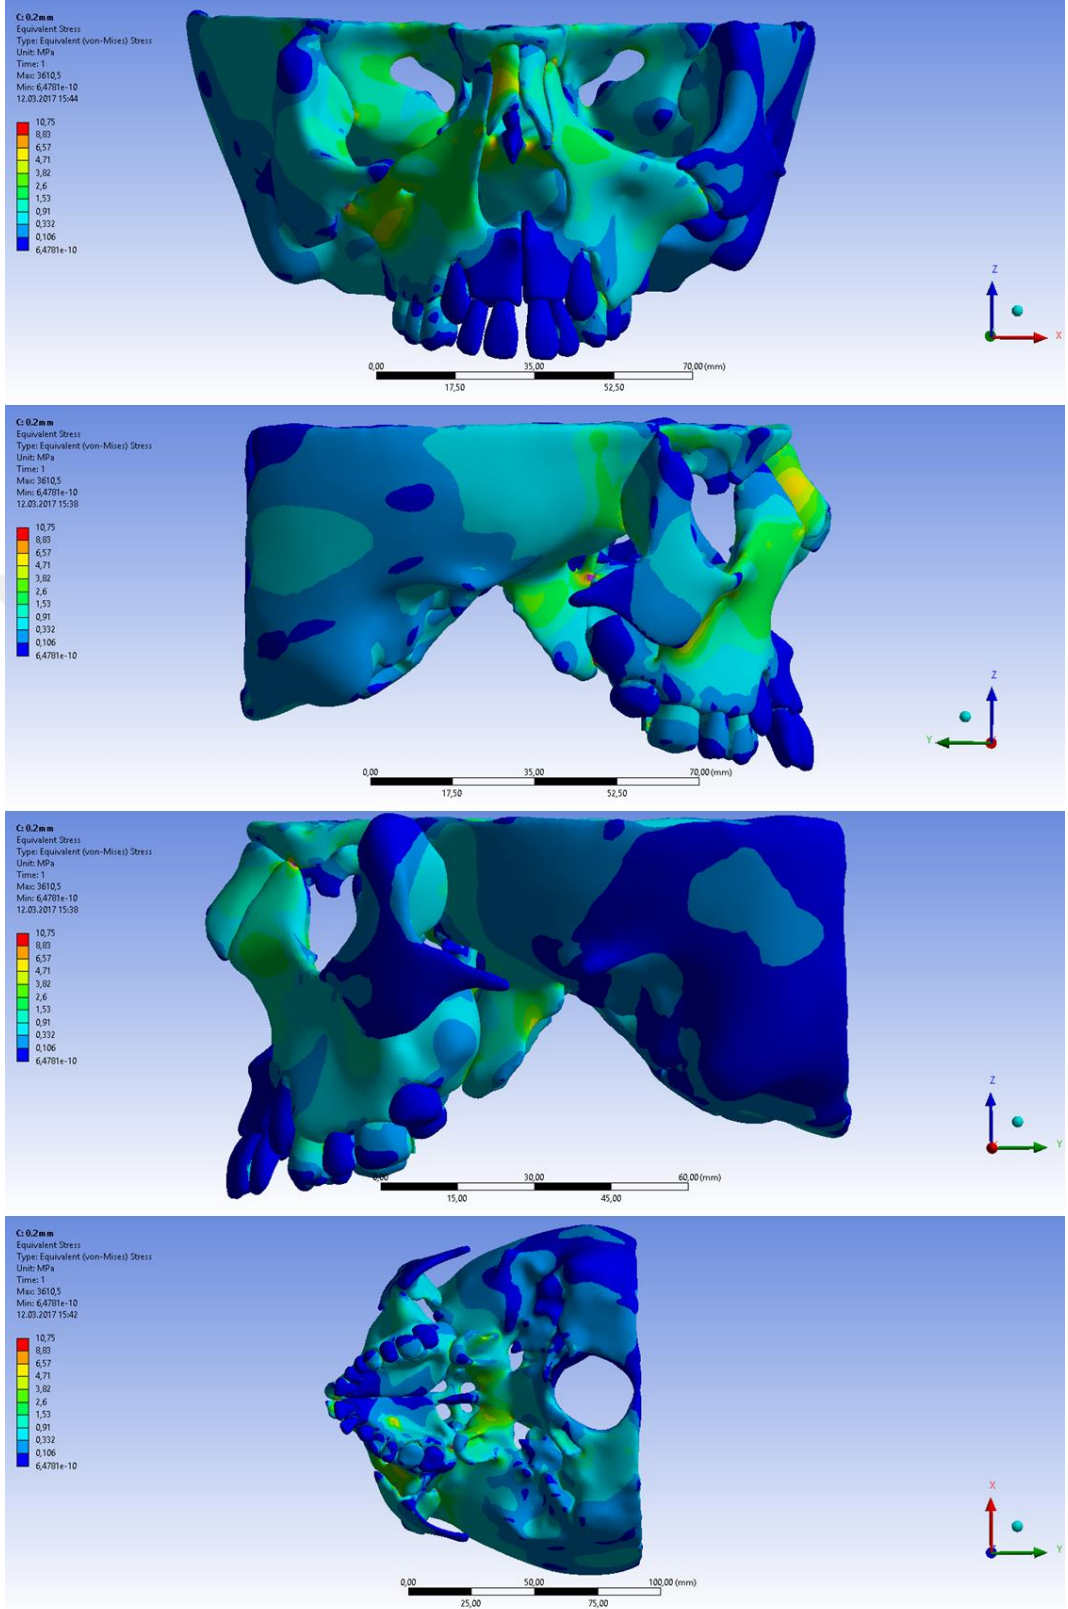 C: 0.2mm
Equivalent Stress
Type: Equivalent (von-Mises) Stress
Unit: MPa
Time: 1
Max: 3610,5
Min: 6,4781e-10
12.03.2017 15:44
10,75
8,83
6,57
4,71
3,82
2,6
1,53
0,91
0,332
0,106
6,4781e-10
Z
X
0,00 35,00 70,00 (mm)
17,50 52,50
C: 0.2mm
Equivalent Stress
Type: Equivalent (von-Mises) Stress
Unit: MPa
Time: 1
Max: 3610,5
Min: 6,4781e-10
12.03.2017 15:38
10,75
8,83
6,57
4,71
3,82
2,6
1,53
0,91
0,332
0,106
6,4781e-10
Z
Y
0,00 35,00 70,00 (mm)
17,50 52,50
C: 0.2mm
Equivalent Stress
Type: Equivalent (von-Mises) Stress
Unit: MPa
Time: 1
Max: 3610,5
Min: 6,4781e-10
12.03.2017 15:38
10,75
8,83
6,57
4,71
3,82
2,6
1,53
0,91
0,332
0,106
6,4781e-10
Z
Y
0,00 30,00 60,00 (mm)
15,00 45,00
C: 0.2mm
Equivalent Stress
Type: Equivalent (von-Mises) Stress
Unit: MPa
Time: 1
Max: 3610,5
Min: 6,4781e-10
12.03.2017 15:42
10,75
8,83
6,57
4,71
3,82
2,6
1,53
0,91
0,332
0,106
6,4781e-10
X
Y
0,00 50,00 100,00 (mm)
25,00 75,00